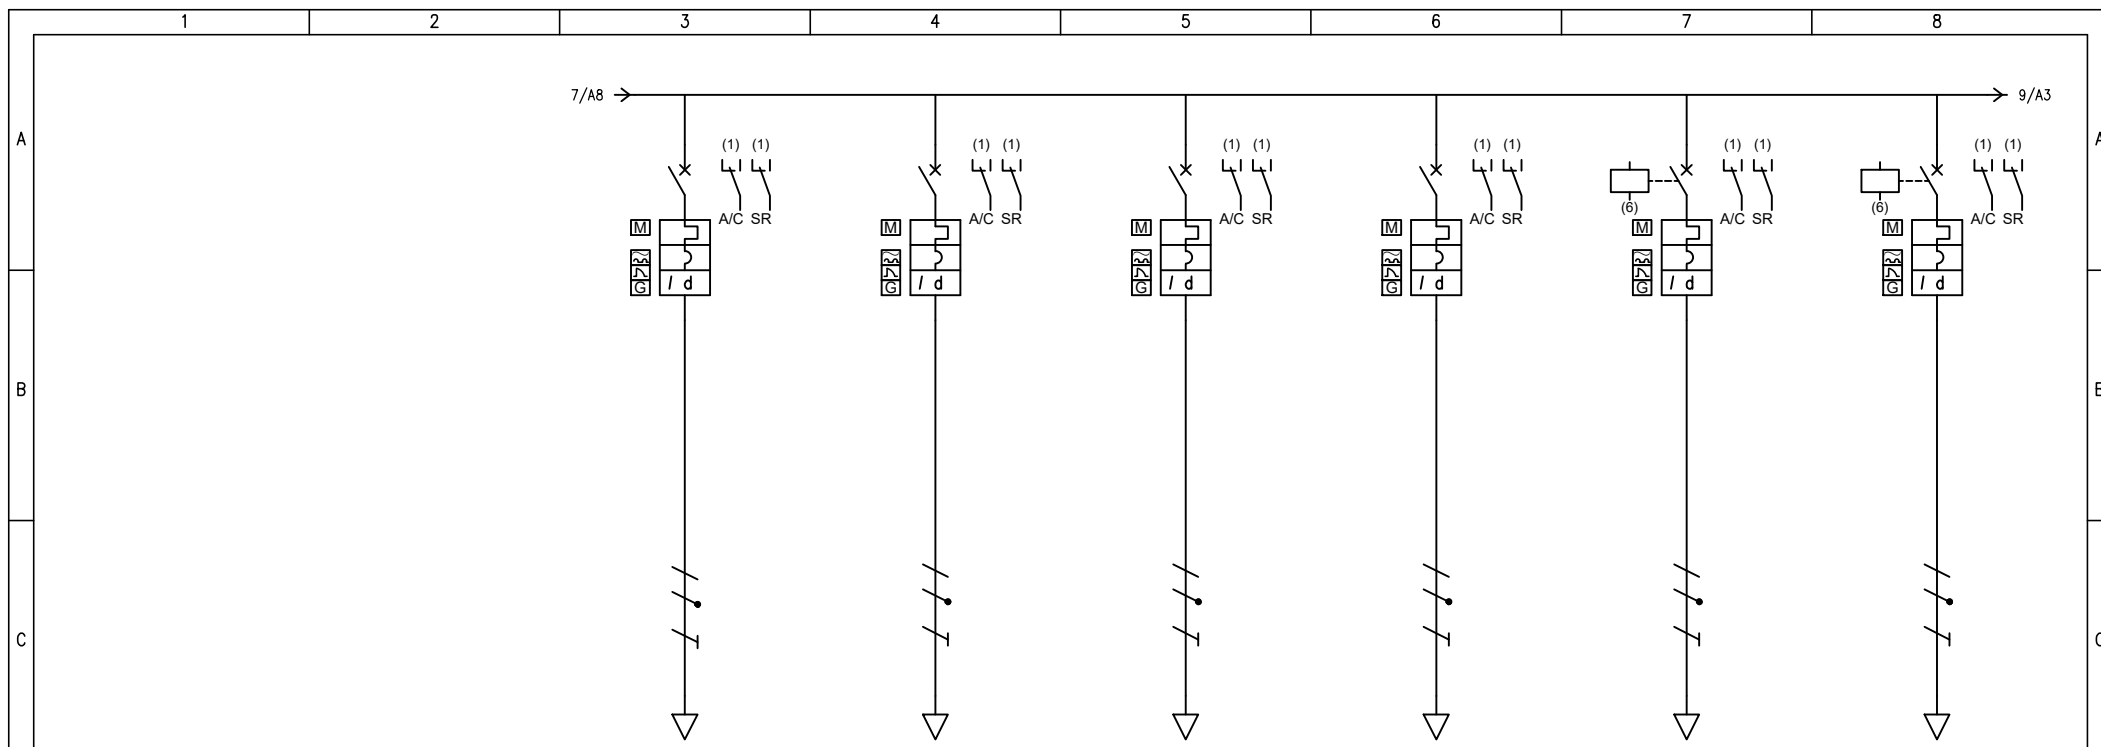 1 2 3 4 5 6 7 8
7/A8 9/A3
A A
(1) (1) (1) (1) (1) (1) (1) (1) (1) (1) (1) (1)
(6) (6)
A/C SR A/C SR A/C SR A/C SR A/C SR A/C SR
M M M M M M
G I d G I d G I d G I d G I d G I d
B B
C C